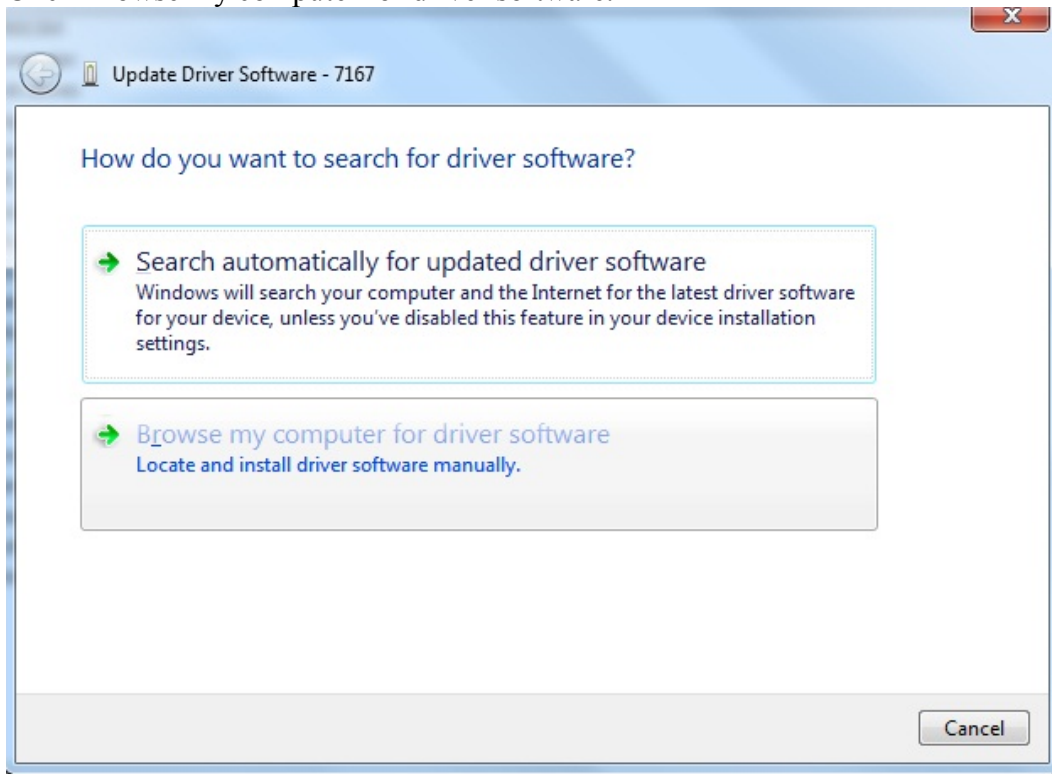 Update Driver Software - 7167
How do you want to search for driver software?
Search automatically for updated driver software
Windows will search your computer and the Internet for the latest driver software
for your device, unless you've disabled this feature in your device installation
settings.
Browse my computer for driver software
Locate and install driver software manually.
Cancel